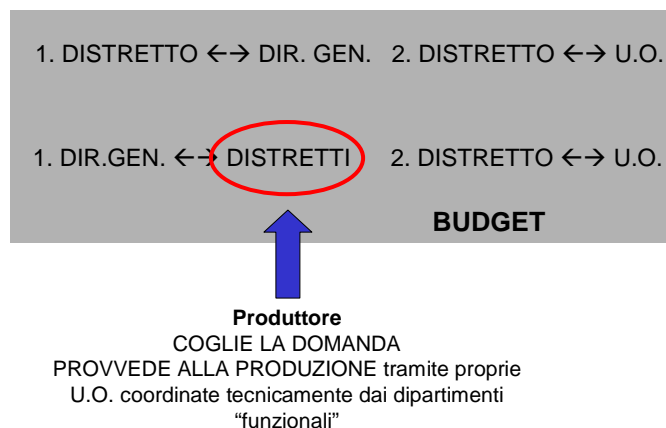 1. DISTRETTO ←→ DIR. GEN. 2. DISTRETTO ←→ U.O.
1. DIR.GEN. ←→ DISTRETTI 2. DISTRETTO ←→ U.O.
BUDGET
Produttore
COGLIE LA DOMANDA
PROVVEDE ALLA PRODUZIONE tramite proprie
U.O. coordinate tecnicamente dai dipartimenti
“funzionali”